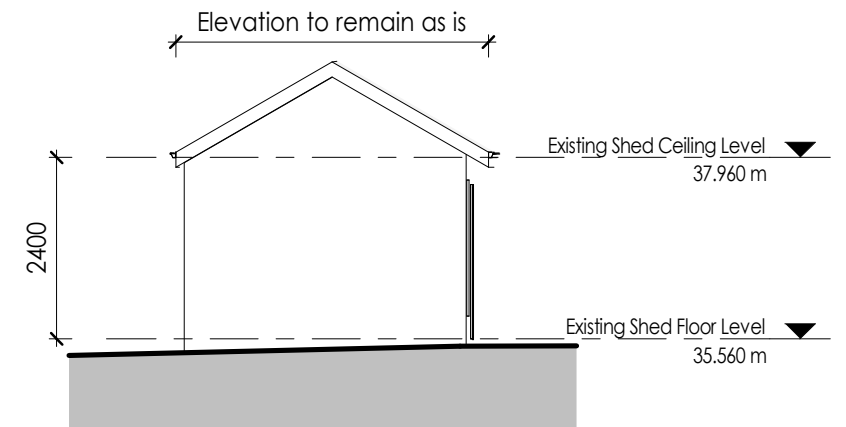 Elevation to remain as is
Existing Shed Ceiling Level
37.960 m
2400
Existing Shed Floor Level
35.560 m